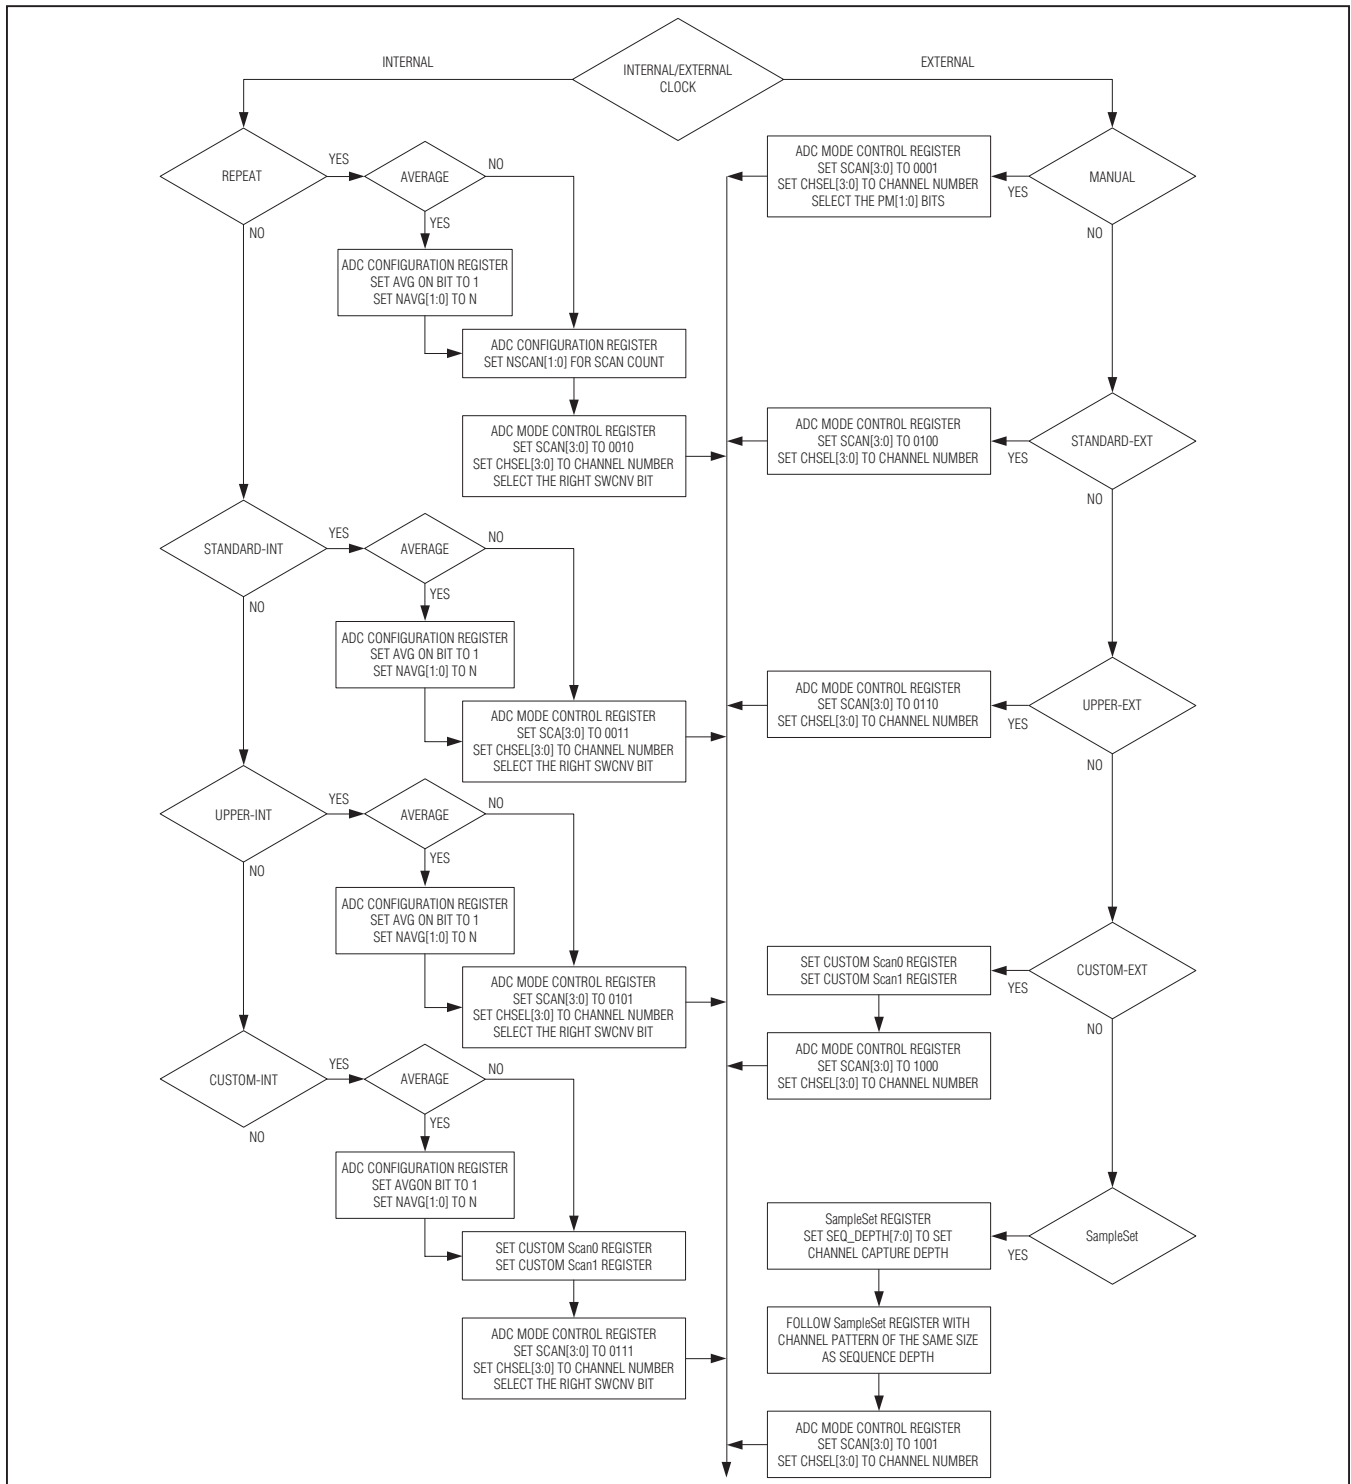 INTERNAL
INTERNAL/EXTERNAL
CLOCK
EXTERNAL
REPEAT
YES
AVERAGE
NO
YES
NO
ADC CONFIGURATION REGISTER
SET AVG ON BIT TO 1
SET NAVG[1:0] TO N
ADC CONFIGURATION REGISTER
SET NSCAN[1:0] FOR SCAN COUNT
ADC MODE CONTROL REGISTER
SET SCAN[3:0] TO 0010
SET CHSEL[3:0] TO CHANNEL NUMBER
SELECT THE RIGHT SWCNV BIT
STANDARD-INT
YES
AVERAGE
NO
YES
NO
ADC CONFIGURATION REGISTER
SET AVG ON BIT TO 1
SET NAVG[1:0] TO N
ADC MODE CONTROL REGISTER
SET SCA[3:0] TO 0011
SET CHSEL[3:0] TO CHANNEL NUMBER
SELECT THE RIGHT SWCNV BIT
UPPER-INT
YES
AVERAGE
NO
YES
NO
ADC CONFIGURATION REGISTER
SET AVG ON BIT TO 1
SET NAVG[1:0] TO N
ADC MODE CONTROL REGISTER
SET SCAN[3:0] TO 0101
SET CHSEL[3:0] TO CHANNEL NUMBER
SELECT THE RIGHT SWCNV BIT
CUSTOM-INT
YES
AVERAGE
NO
YES
NO
ADC CONFIGURATION REGISTER
SET AVGON BIT TO 1
SET NAVG[1:0] TO N
SET CUSTOM Scan0 REGISTER
SET CUSTOM Scan1 REGISTER
ADC MODE CONTROL REGISTER
SET SCAN[3:0] TO 0111
SET CHSEL[3:0] TO CHANNEL NUMBER
SELECT THE RIGHT SWCNV BIT
MANUAL
YES
NO
ADC MODE CONTROL REGISTER
SET SCAN[3:0] TO 0001
SET CHSEL[3:0] TO CHANNEL NUMBER
SELECT THE PM[1:0] BITS
STANDARD-EXT
YES
NO
ADC MODE CONTROL REGISTER
SET SCAN[3:0] TO 0100
SET CHSEL[3:0] TO CHANNEL NUMBER
UPPER-EXT
YES
NO
ADC MODE CONTROL REGISTER
SET SCAN[3:0] TO 0110
SET CHSEL[3:0] TO CHANNEL NUMBER
CUSTOM-EXT
YES
NO
SET CUSTOM Scan0 REGISTER
SET CUSTOM Scan1 REGISTER
ADC MODE CONTROL REGISTER
SET SCAN[3:0] TO 1000
SET CHSEL[3:0] TO CHANNEL NUMBER
SampleSet
YES
SampleSet REGISTER
SET SEQ_DEPTH[7:0] TO SET
CHANNEL CAPTURE DEPTH
FOLLOW SampleSet REGISTER WITH
CHANNEL PATTERN OF THE SAME SIZE
AS SEQUENCE DEPTH
ADC MODE CONTROL REGISTER
SET SCAN[3:0] TO 1001
SET CHSEL[3:0] TO CHANNEL NUMBER